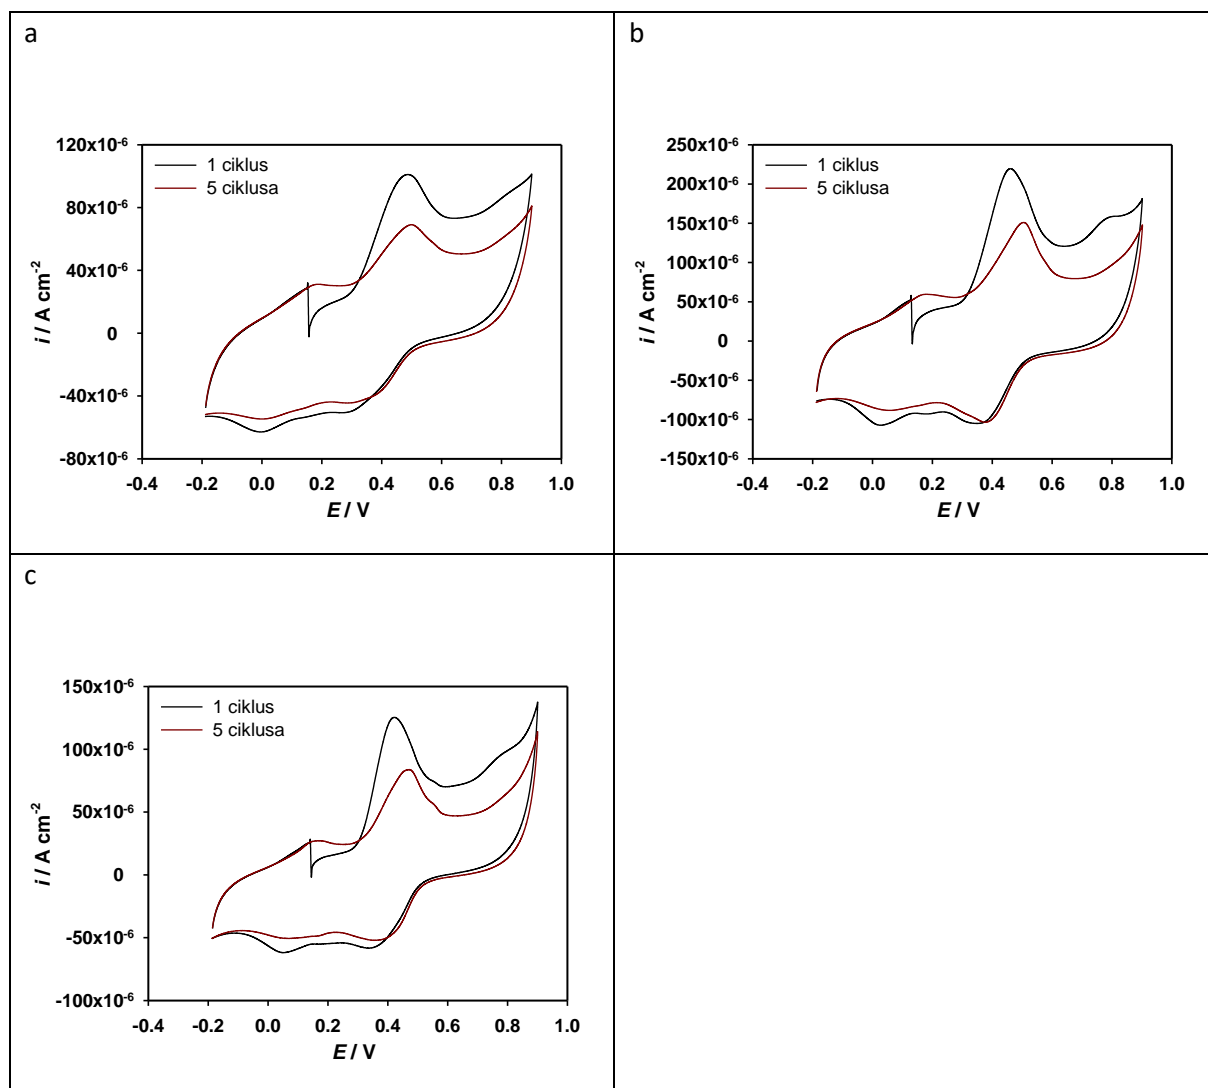 a
120x10-6
80x10-6
40x10-6
0
-40x10-6
-80x10-6
i / A cm-2
1 ciklus
5 ciklusa
-0.4 -0.2 0.0 0.2 0.4 0.6 0.8 1.0
E / V
b
250x10-6
200x10-6
150x10-6
100x10-6
50x10-6
0
-50x10-6
-100x10-6
-150x10-6
i / A cm-2
1 ciklus
5 ciklusa
-0.4 -0.2 0.0 0.2 0.4 0.6 0.8 1.0
E / V
c
150x10-6
100x10-6
50x10-6
0
-50x10-6
-100x10-6
i / A cm-2
1 ciklus
5 ciklusa
-0.4 -0.2 0.0 0.2 0.4 0.6 0.8 1.0
E / V